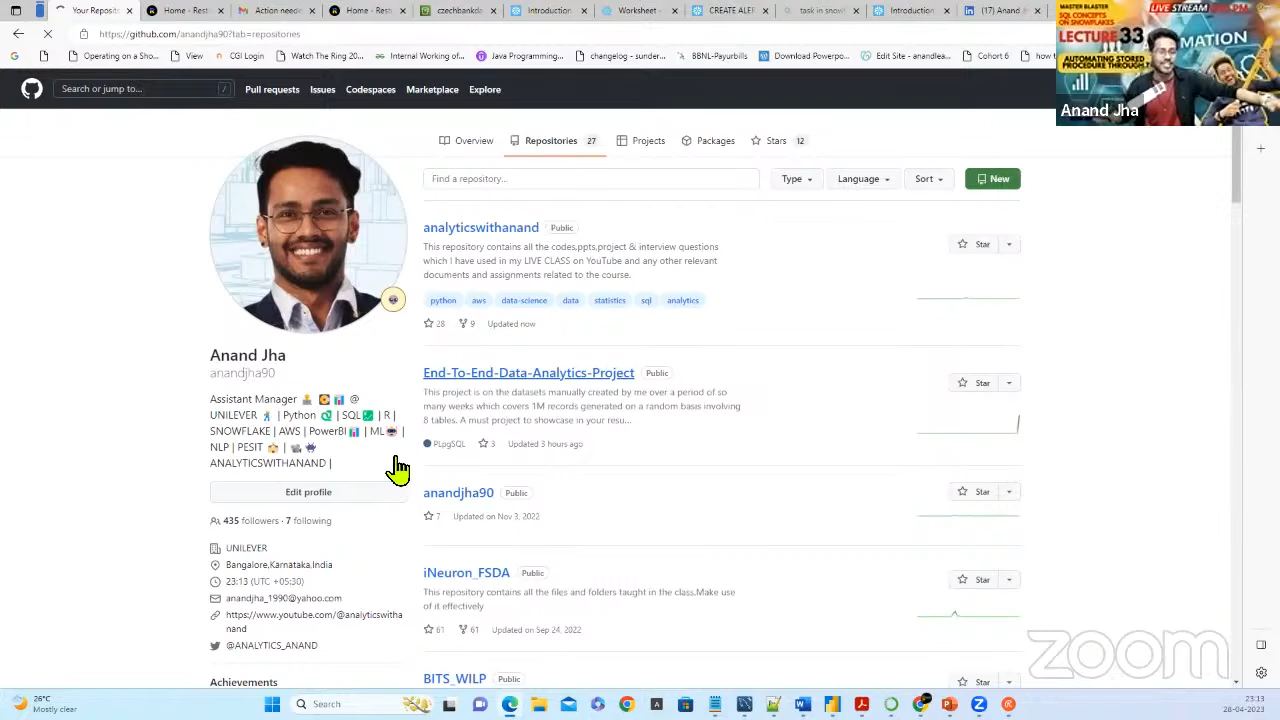 Your Reposit
Home - Rest
Action need
Home - Rest
czechoslova
Introduction
Worksheet -
CREATE ALER
task in snow
Introduction
(17) Anand J
https://github.com/anandjha90?tab=repositories
Operating on a Sho...
View
GGI Login
Watch The Ring 20...
Internal Working of...
Java Programming...
changelog - sunder...
BBNL-Paybills
Download Powerpo...
Edit Site - anandlea...
Cohort 6
Search or jump to...
/
Pull requests
Issues
Codespaces
Marketplace
Explore
Overview
Repositories 27
Projects
Packages
Stars 12
Find a repository...
Type
Language
Sort
New
Anand Jha
anandjha90
Assistant Manager @
UNILEVER | Python | SQL | R |
SNOWFLAKE | AWS | PowerBI | ML |
NLP | PESIT |
ANALYTICSWITHANAND |
Edit profile
435 followers · 7 following
UNILEVER
Bangalore,Karnataka,India
23:13 (UTC +05:30)
anandjha_1990@yahoo.com
https://www.youtube.com/@analyticswitha
nand
@ANALYTICS_ANAND
Achievements
analyticswithanand Public
This repository contains all the codes,ppts,project & interview questions
which I have used in my LIVE CLASS on YouTube and any other relevant
documents and assignments related to the course.
python aws data-science data statistics sql analytics
28 9 Updated now
Star
End-To-End-Data-Analytics-Project Public
This project is on the datasets manually created by me over a period of so
many weeks which covers 1M records generated on a random basis involving
8 tables. A must project to showcase in your resu...
PLpgSQL 3 Updated 3 hours ago
Star
anandjha90 Public
7 Updated on Nov 3, 2022
Star
iNeuron_FSDA Public
This repository contains all the files and folders taught in the class.Make use
of it effectively
61 61 Updated on Sep 24, 2022
Star
BITS_WILP Public
Star
MASTER BLASTER
SQL CONCEPTS
ON SNOWFLAKES
LECTURE 33
LIVE STREAM
AUTOMATING STORED
PROCEDURE THROUGH
MATION
Anand Jha
zoom
26°C
Mostly clear
Search
23:13
28-04-2023